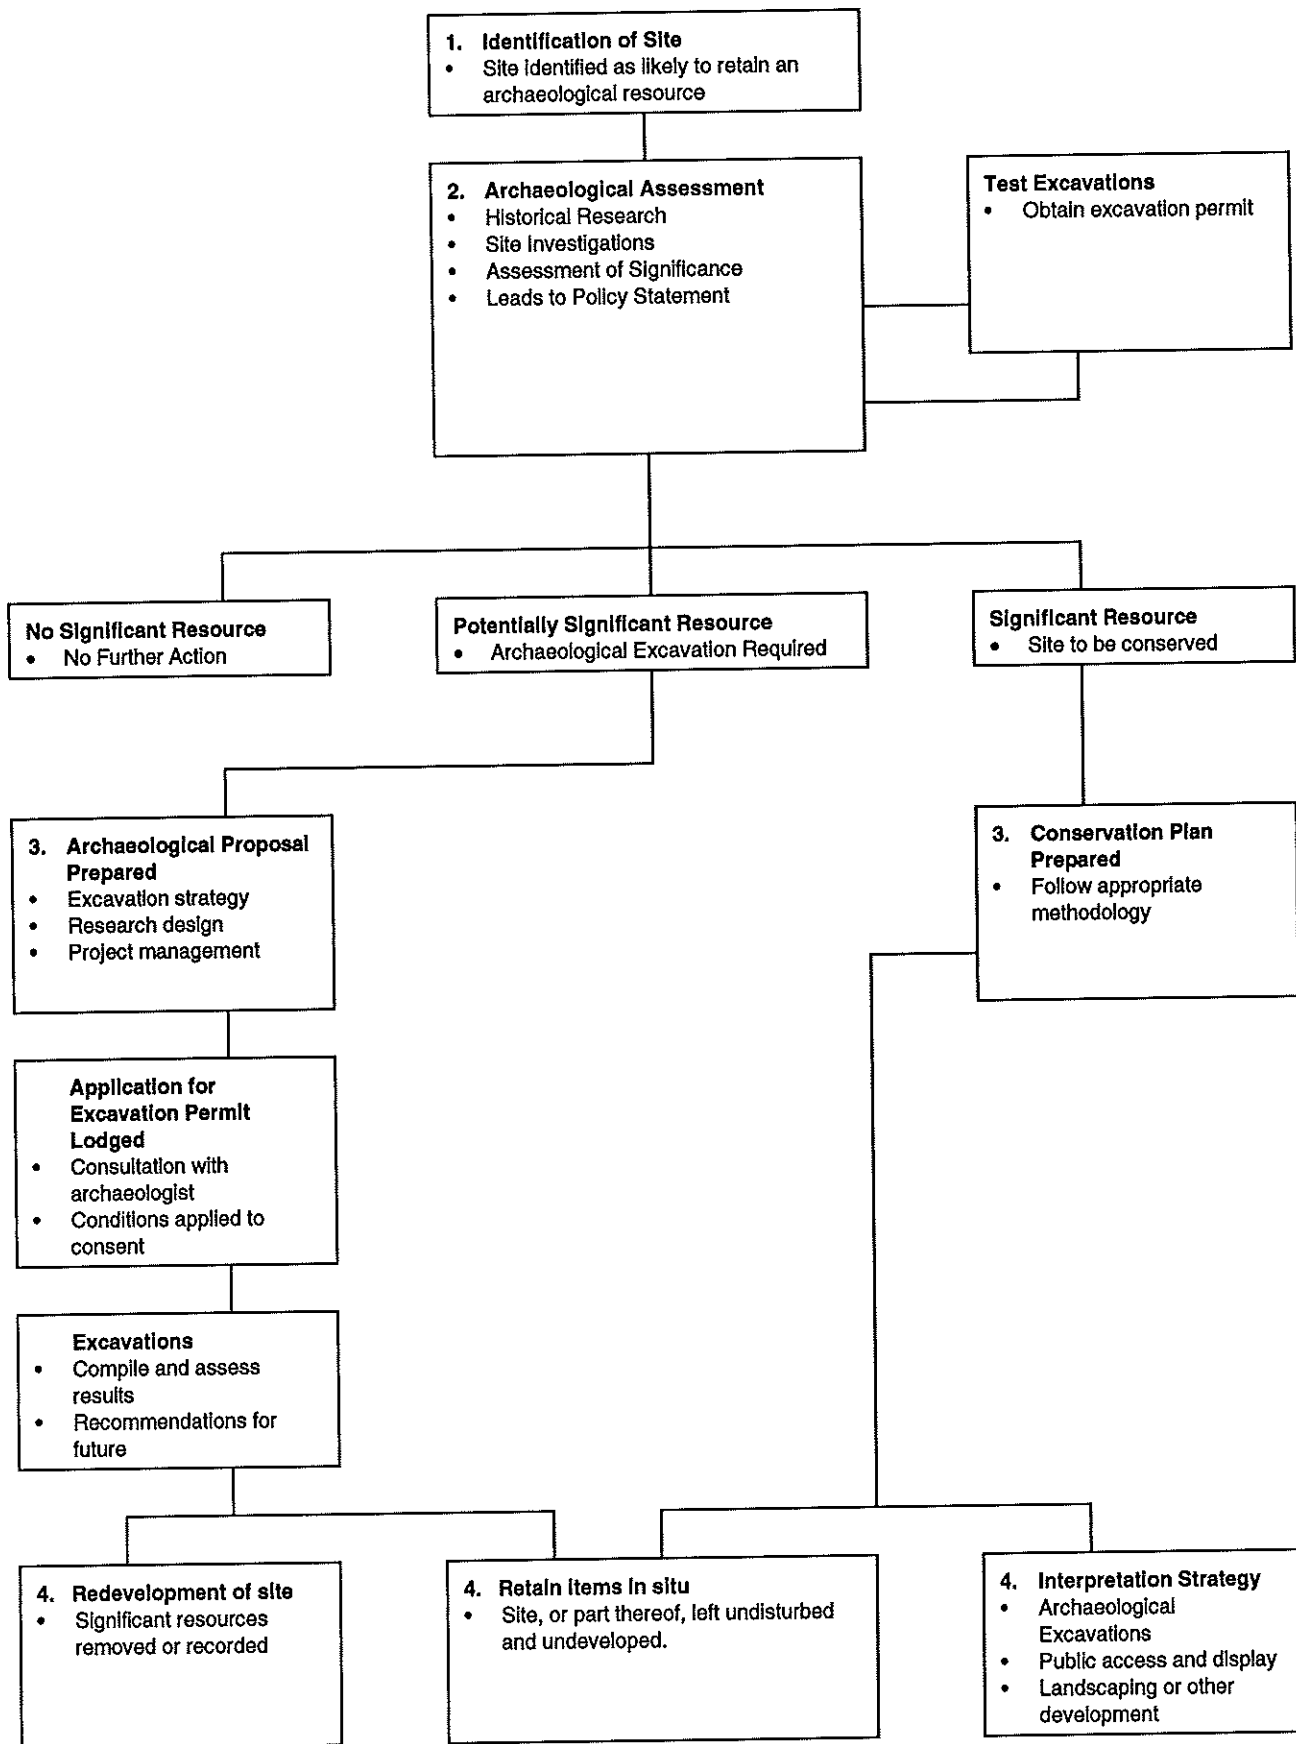 1. Identification of Site
• Site identified as likely to retain an
archaeological resource
2. Archaeological Assessment
• Historical Research
• Site Investigations
• Assessment of Significance
• Leads to Policy Statement
Test Excavations
• Obtain excavation permit
No Significant Resource
• No Further Action
Potentially Significant Resource
• Archaeological Excavation Required
Significant Resource
• Site to be conserved
3. Archaeological Proposal
Prepared
• Excavation strategy
• Research design
• Project management
3. Conservation Plan
Prepared
• Follow appropriate
methodology
Application for
Excavation Permit
Lodged
• Consultation with
archaeologist
• Conditions applied to
consent
Excavations
• Compile and assess
results
• Recommendations for
future
4. Redevelopment of site
• Significant resources
removed or recorded
4. Retain items in situ
• Site, or part thereof, left undisturbed
and undeveloped.
4. Interpretation Strategy
• Archaeological
Excavations
• Public access and display
• Landscaping or other
development